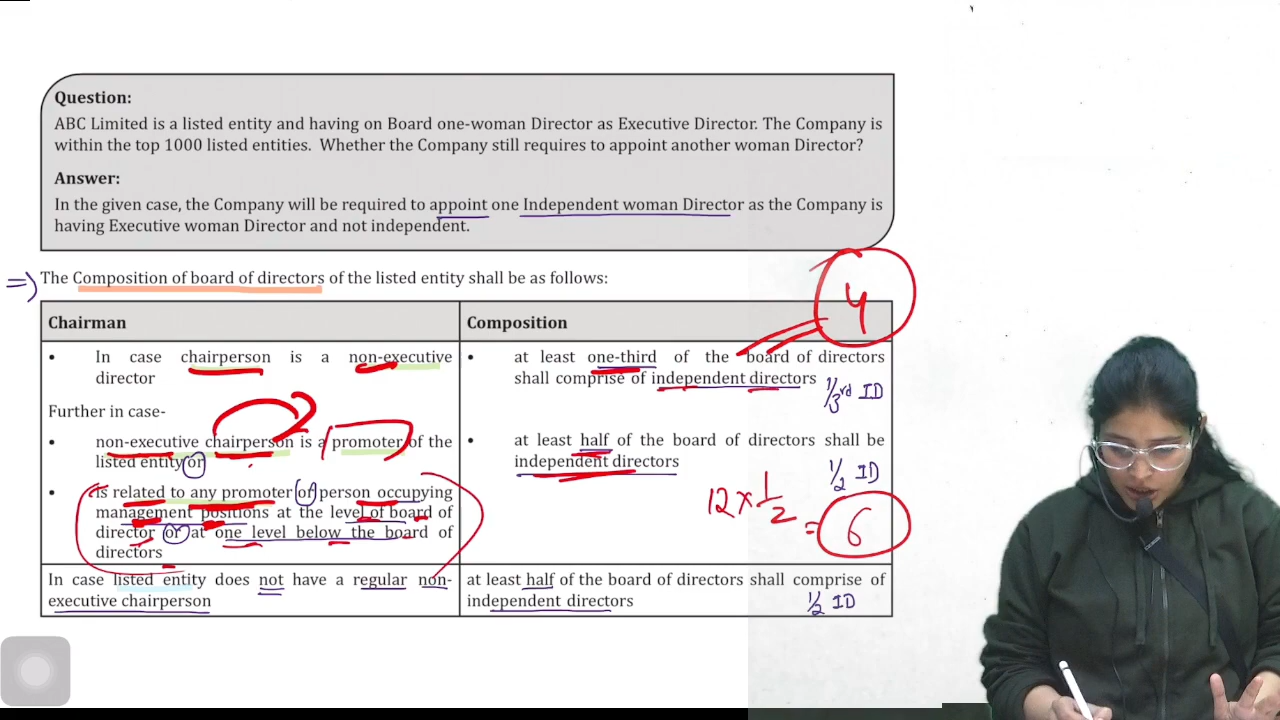 Question:
ABC Limited is a listed entity and having on Board one-woman Director as Executive Director. The Company is
within the top 1000 listed entities. Whether the Company still requires to appoint another woman Director?
Answer:
In the given case, the Company will be required to appoint one Independent woman Director as the Company is
having Executive woman Director and not independent.
=> The Composition of board of directors of the listed entity shall be as follows:
4
Chairman
Composition
• In case chairperson is a non-executive
director
• at least one-third of the board of directors
shall comprise of independent directors
1/3rd ID
Further in case-
• non-executive chairperson is a promoter of the
listed entity or
• at least half of the board of directors shall be
independent directors
1/2 ID
• is related to any promoter or person occupying
management positions at the level of board of
director or at one level below the board of
directors
12 x 1/2 = 6
In case listed entity does not have a regular non-
executive chairperson
at least half of the board of directors shall comprise of
independent directors
1/2 ID